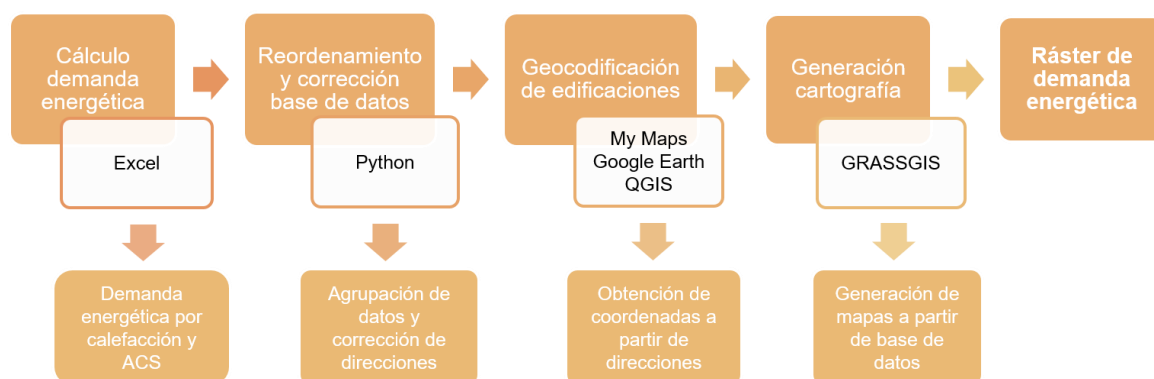 Cálculo
demanda
energética
Excel
Reordenamiento
y corrección
base de datos
Python
Geocodificación
de edificaciones
My Maps
Google Earth
QGIS
Generación
cartografía
GRASSGIS
Ráster de
demanda
energética
Demanda
energética por
calefacción y
ACS
Agrupación de
datos y
corrección de
direcciones
Obtención de
coordenadas a
partir de
direcciones
Generación de
mapas a partir
de base de
datos